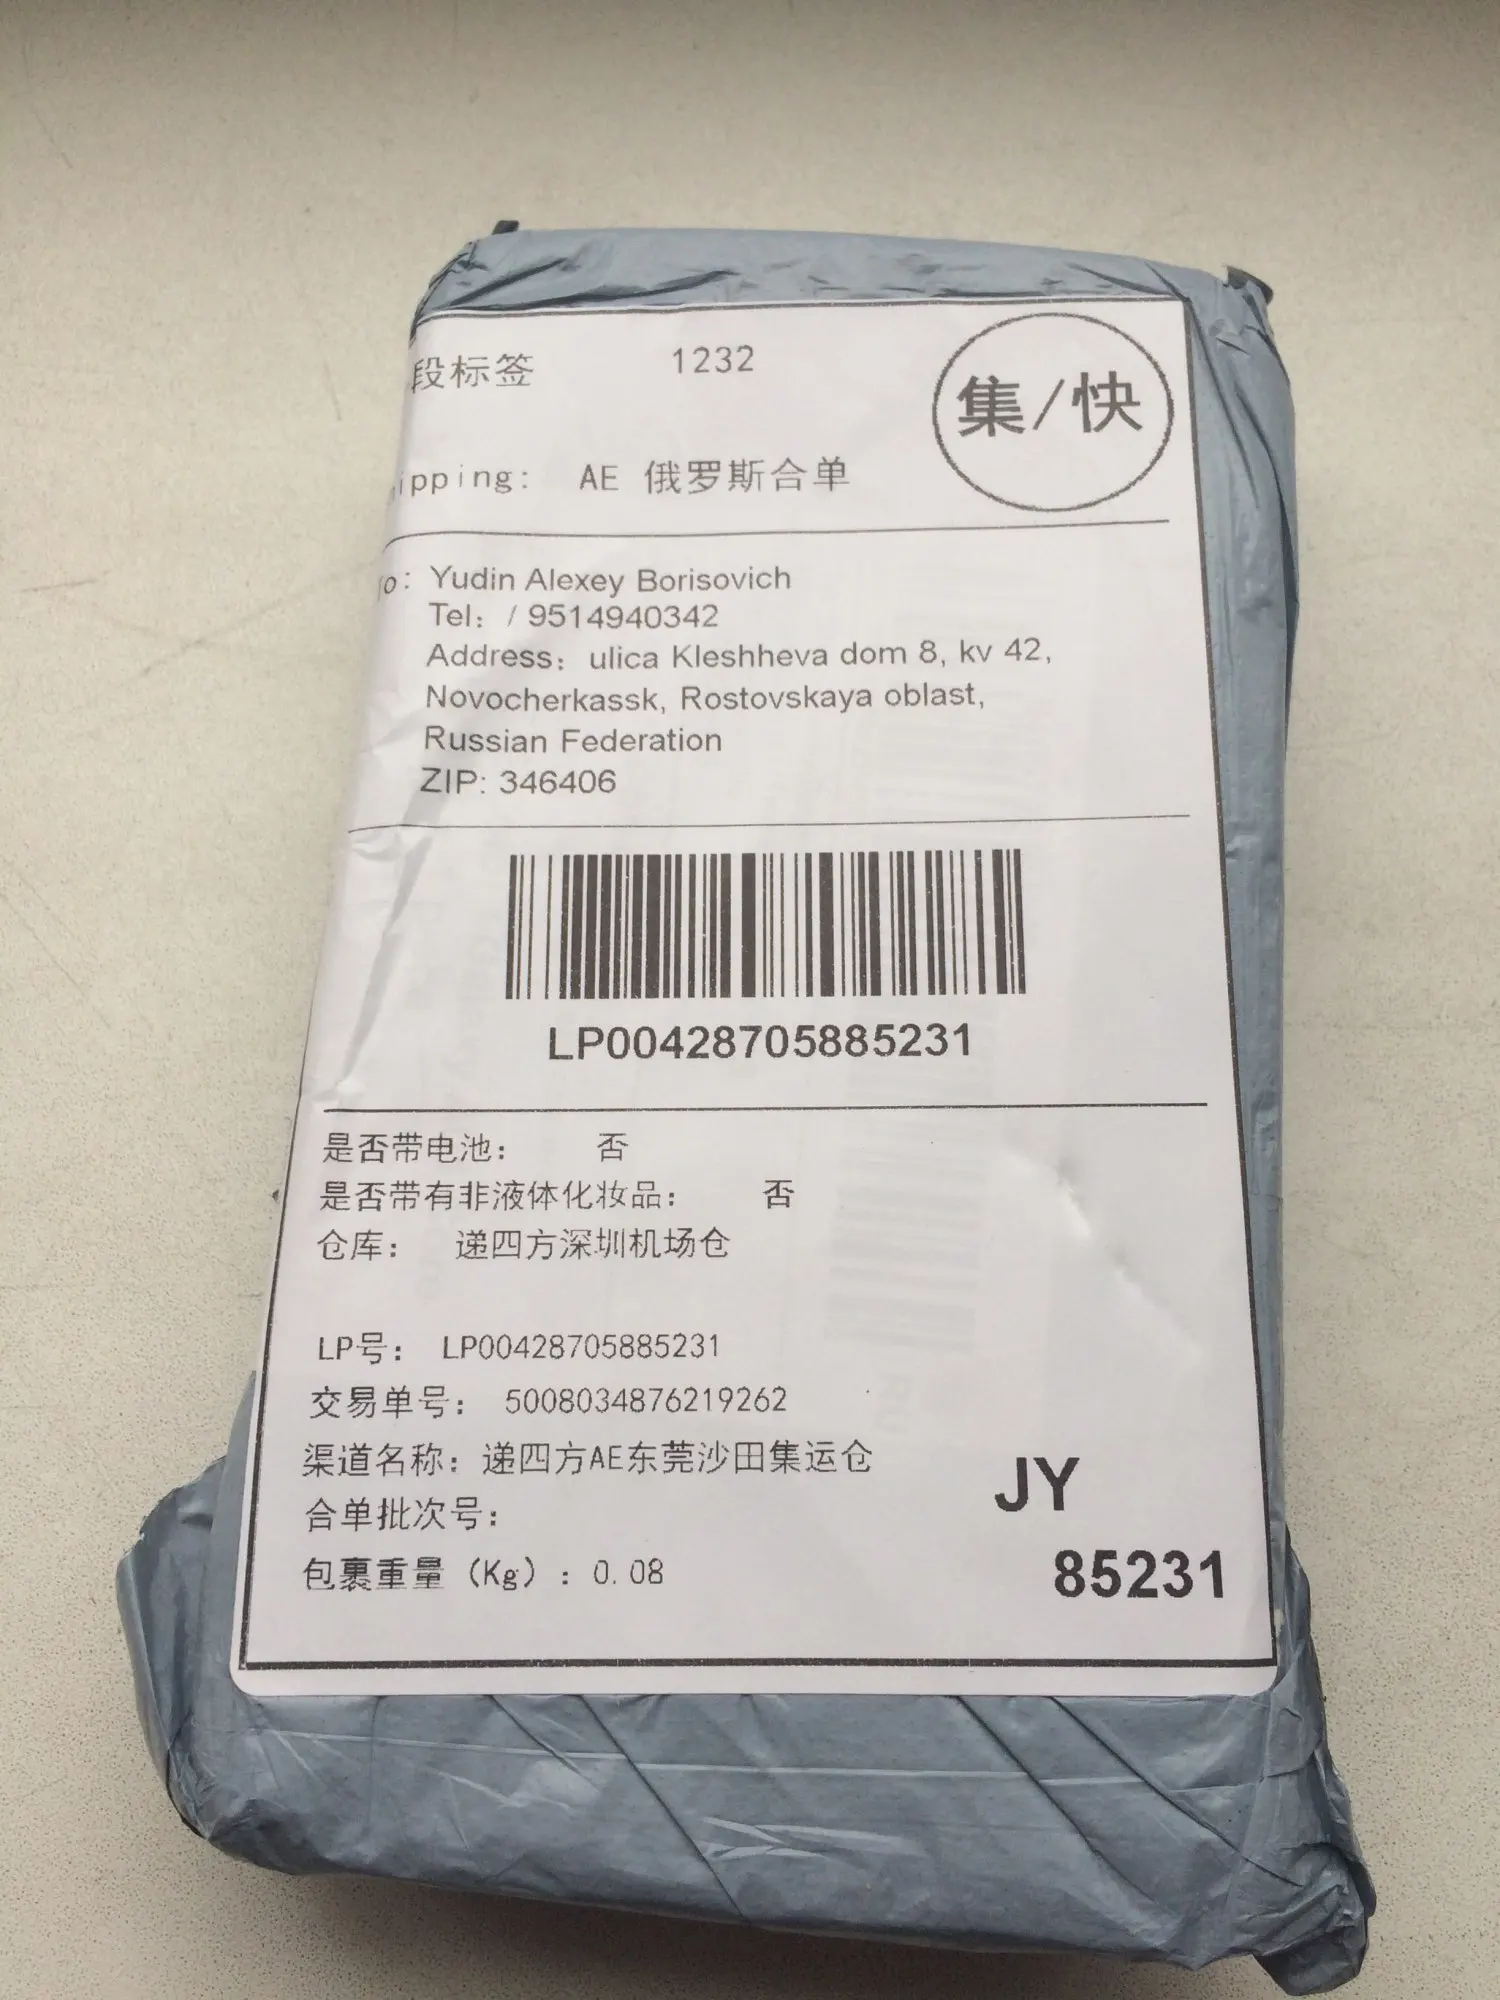 段标签 1232 集/快
ipping: AE 俄罗斯合单
To: Yudin Alexey Borisovich
Tel: / 9514940342
Address: ulica Kleshheva dom 8, kv 42,
Novocherkassk, Rostovskaya oblast,
Russian Federation
ZIP: 346406
LP00428705885231
是否带电池: 否
是否带有非液体化妆品: 否
仓库: 递四方深圳机场仓
LP号: LP00428705885231
交易单号: 5008034876219262
渠道名称: 递四方AE东莞沙田集运仓
合单批次号:
包裹重量 (Kg) : 0.08
JY
85231